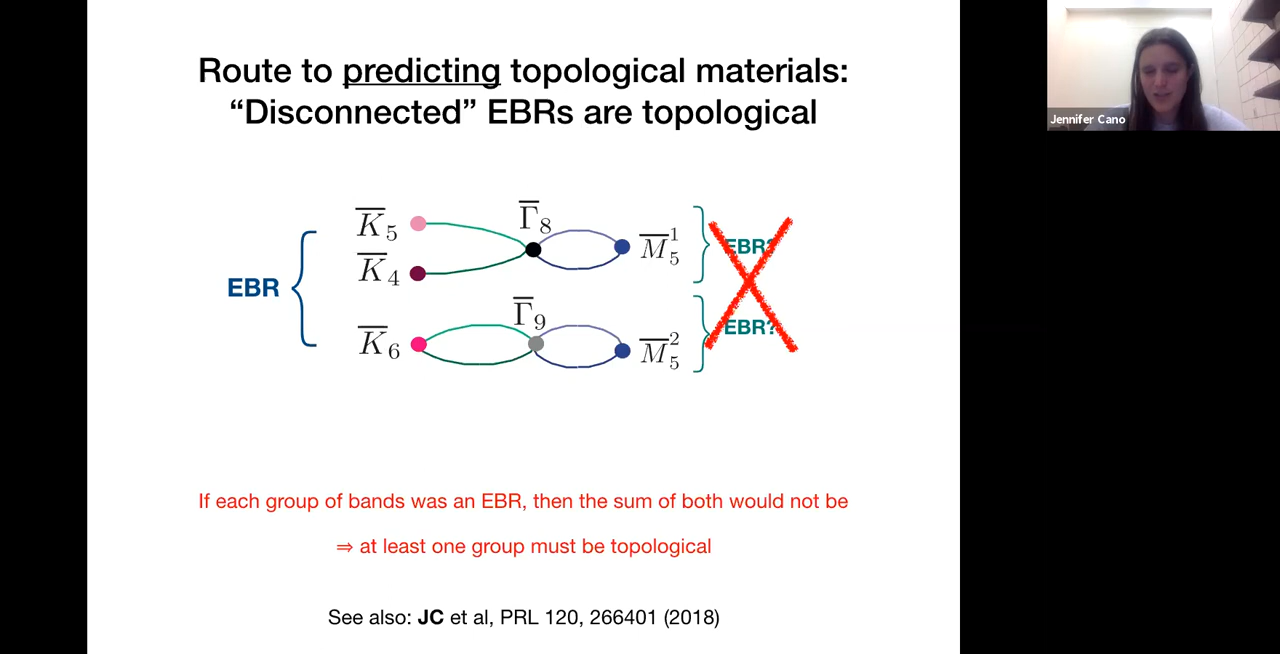 Route to predicting topological materials:
“Disconnected” EBRs are topological
Jennifer Cano
EBR
K̅₅
K̅₄
K̅₆
Γ̅₈
Γ̅₉
M̅₅¹
M̅₅²
EBR?
EBR?
If each group of bands was an EBR, then the sum of both would not be
⇒ at least one group must be topological
See also: JC et al, PRL 120, 266401 (2018)